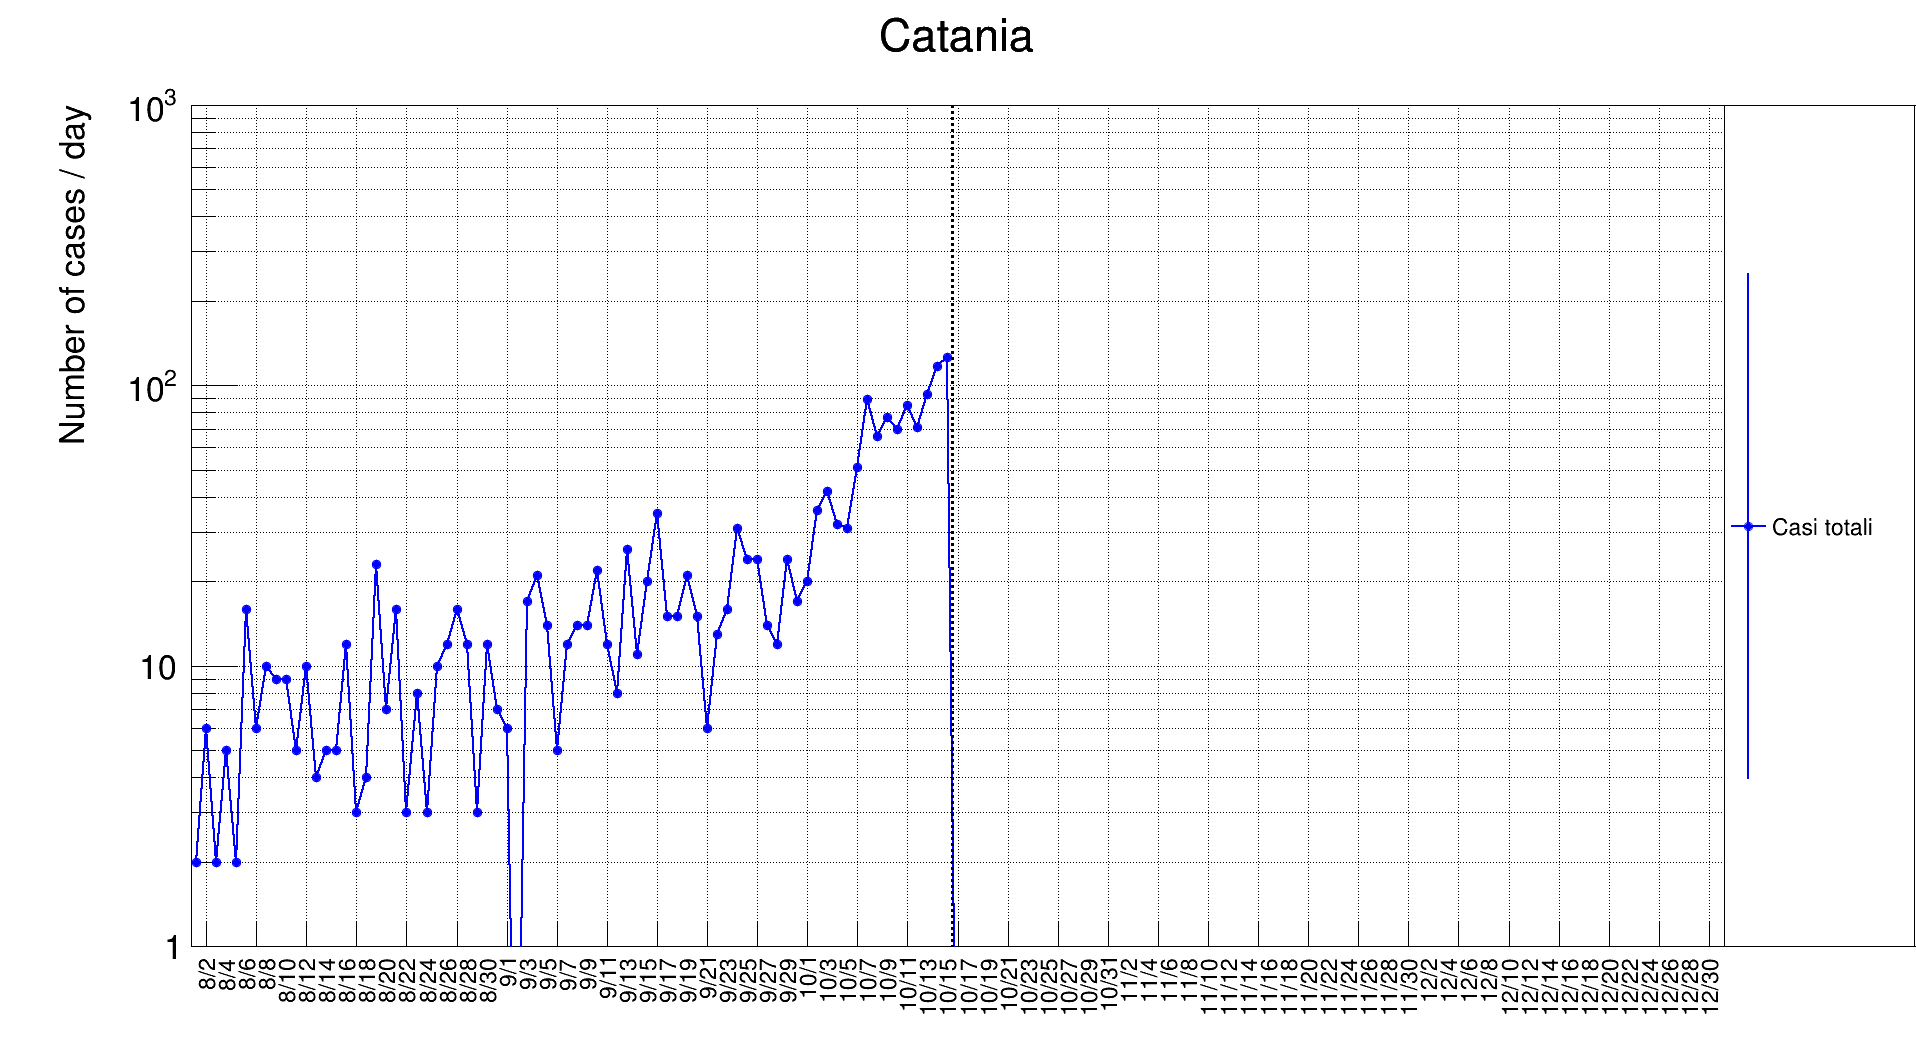 Catania
Number of cases / day
10³
10²
10
1
8/2 8/4 8/6 8/8 8/10 8/12 8/14 8/16 8/18 8/20 8/22 8/24 8/26 8/28 8/30 9/1 9/3 9/5 9/7 9/9 9/11 9/13 9/15 9/17 9/19 9/21 9/23 9/25 9/27 9/29 10/1 10/3 10/5 10/7 10/9 10/11 10/13 10/15 10/17 10/19 10/21 10/23 10/25 10/27 10/29 10/31 11/2 11/4 11/6 11/8 11/10 11/12 11/14 11/16 11/18 11/20 11/22 11/24 11/26 11/28 11/30 12/2 12/4 12/6 12/8 12/10 12/12 12/14 12/16 12/18 12/20 12/22 12/24 12/26 12/28 12/30
Casi totali